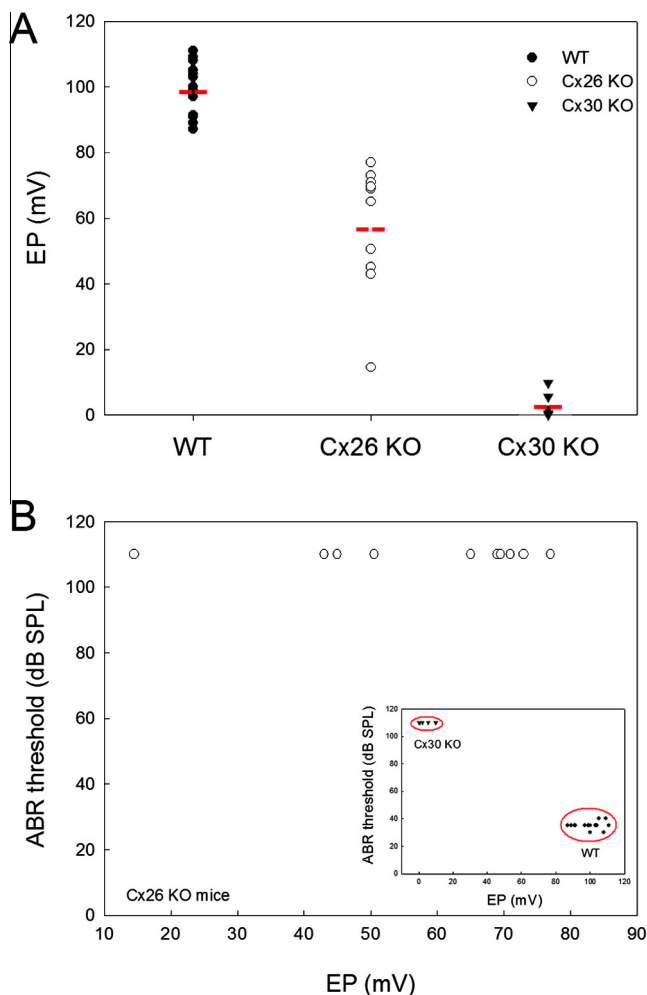 A
120
100
80
60
40
20
0
EP (mV)
WT
Cx26 KO
Cx30 KO
WT Cx26 KO Cx30 KO
B
120
100
80
60
40
20
0
ABR threshold (dB SPL)
Cx26 KO mice
10 20 30 40 50 60 70 80 90
EP (mV)
120
100
80
60
40
20
0
ABR threshold (dB SPL)
Cx30 KO
WT
0 20 40 60 80 100 120
EP (mV)